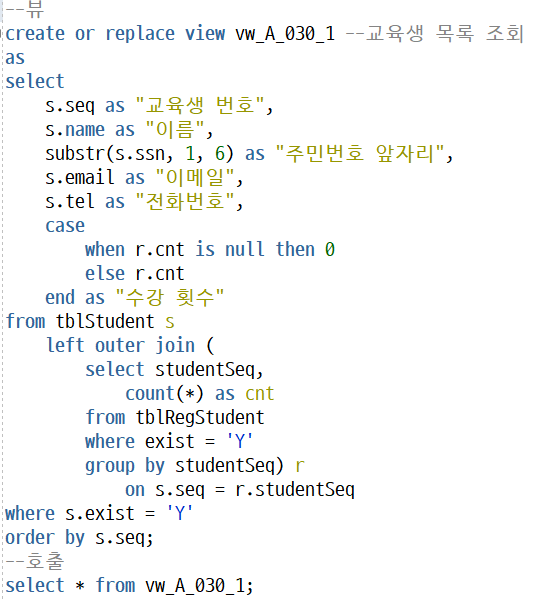 --뷰
create or replace view vw_A_030_1 --교육생 목록 조회
as
select
s.seq as "교육생 번호",
s.name as "이름",
substr(s.ssn, 1, 6) as "주민번호 앞자리",
s.email as "이메일",
s.tel as "전화번호",
case
when r.cnt is null then 0
else r.cnt
end as "수강 횟수"
from tblStudent s
left outer join (
select studentSeq,
count(*) as cnt
from tblRegStudent
where exist = 'Y'
group by studentSeq) r
on s.seq = r.studentSeq
where s.exist = 'Y'
order by s.seq;
--호출
select * from vw_A_030_1;